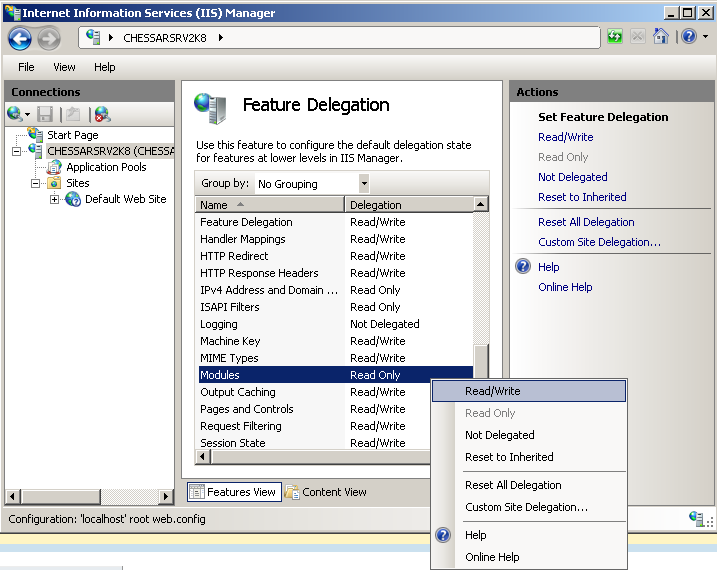 Internet Information Services (IIS) Manager
CHESSARSRV2K8
File View Help
Connections
Start Page
CHESSARSRV2K8 (CHESSA
Application Pools
Sites
Default Web Site
Feature Delegation
Use this feature to configure the default delegation state
for features at lower levels in IIS Manager.
Group by: No Grouping
Name Delegation
Feature Delegation Read/Write
Handler Mappings Read/Write
HTTP Redirect Read/Write
HTTP Response Headers Read/Write
IPv4 Address and Domain ... Read Only
ISAPI Filters Read Only
Logging Not Delegated
Machine Key Read/Write
MIME Types Read/Write
Modules Read Only
Output Caching Read/Write
Pages and Controls Read/Write
Request Filtering Read/Write
Session State Read/Write
Features View Content View
Actions
Set Feature Delegation
Read/Write
Read Only
Not Delegated
Reset to Inherited
Reset All Delegation
Custom Site Delegation...
Help
Online Help
Read/Write
Read Only
Not Delegated
Reset to Inherited
Reset All Delegation
Custom Site Delegation...
Help
Online Help
Configuration: 'localhost' root web.config